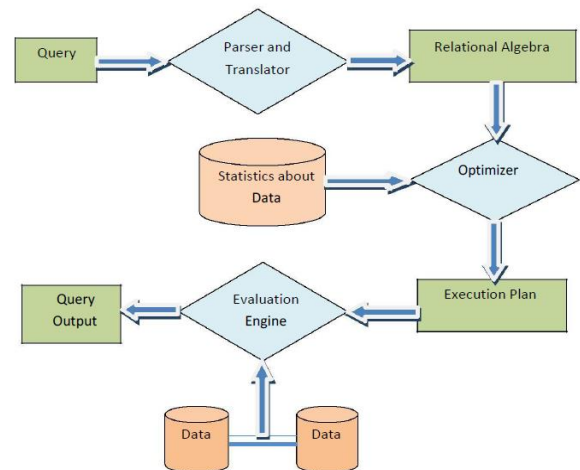 Query
Parser and
Translator
Relational Algebra
Statistics about
Data
Optimizer
Query
Output
Evaluation
Engine
Execution Plan
Data
Data